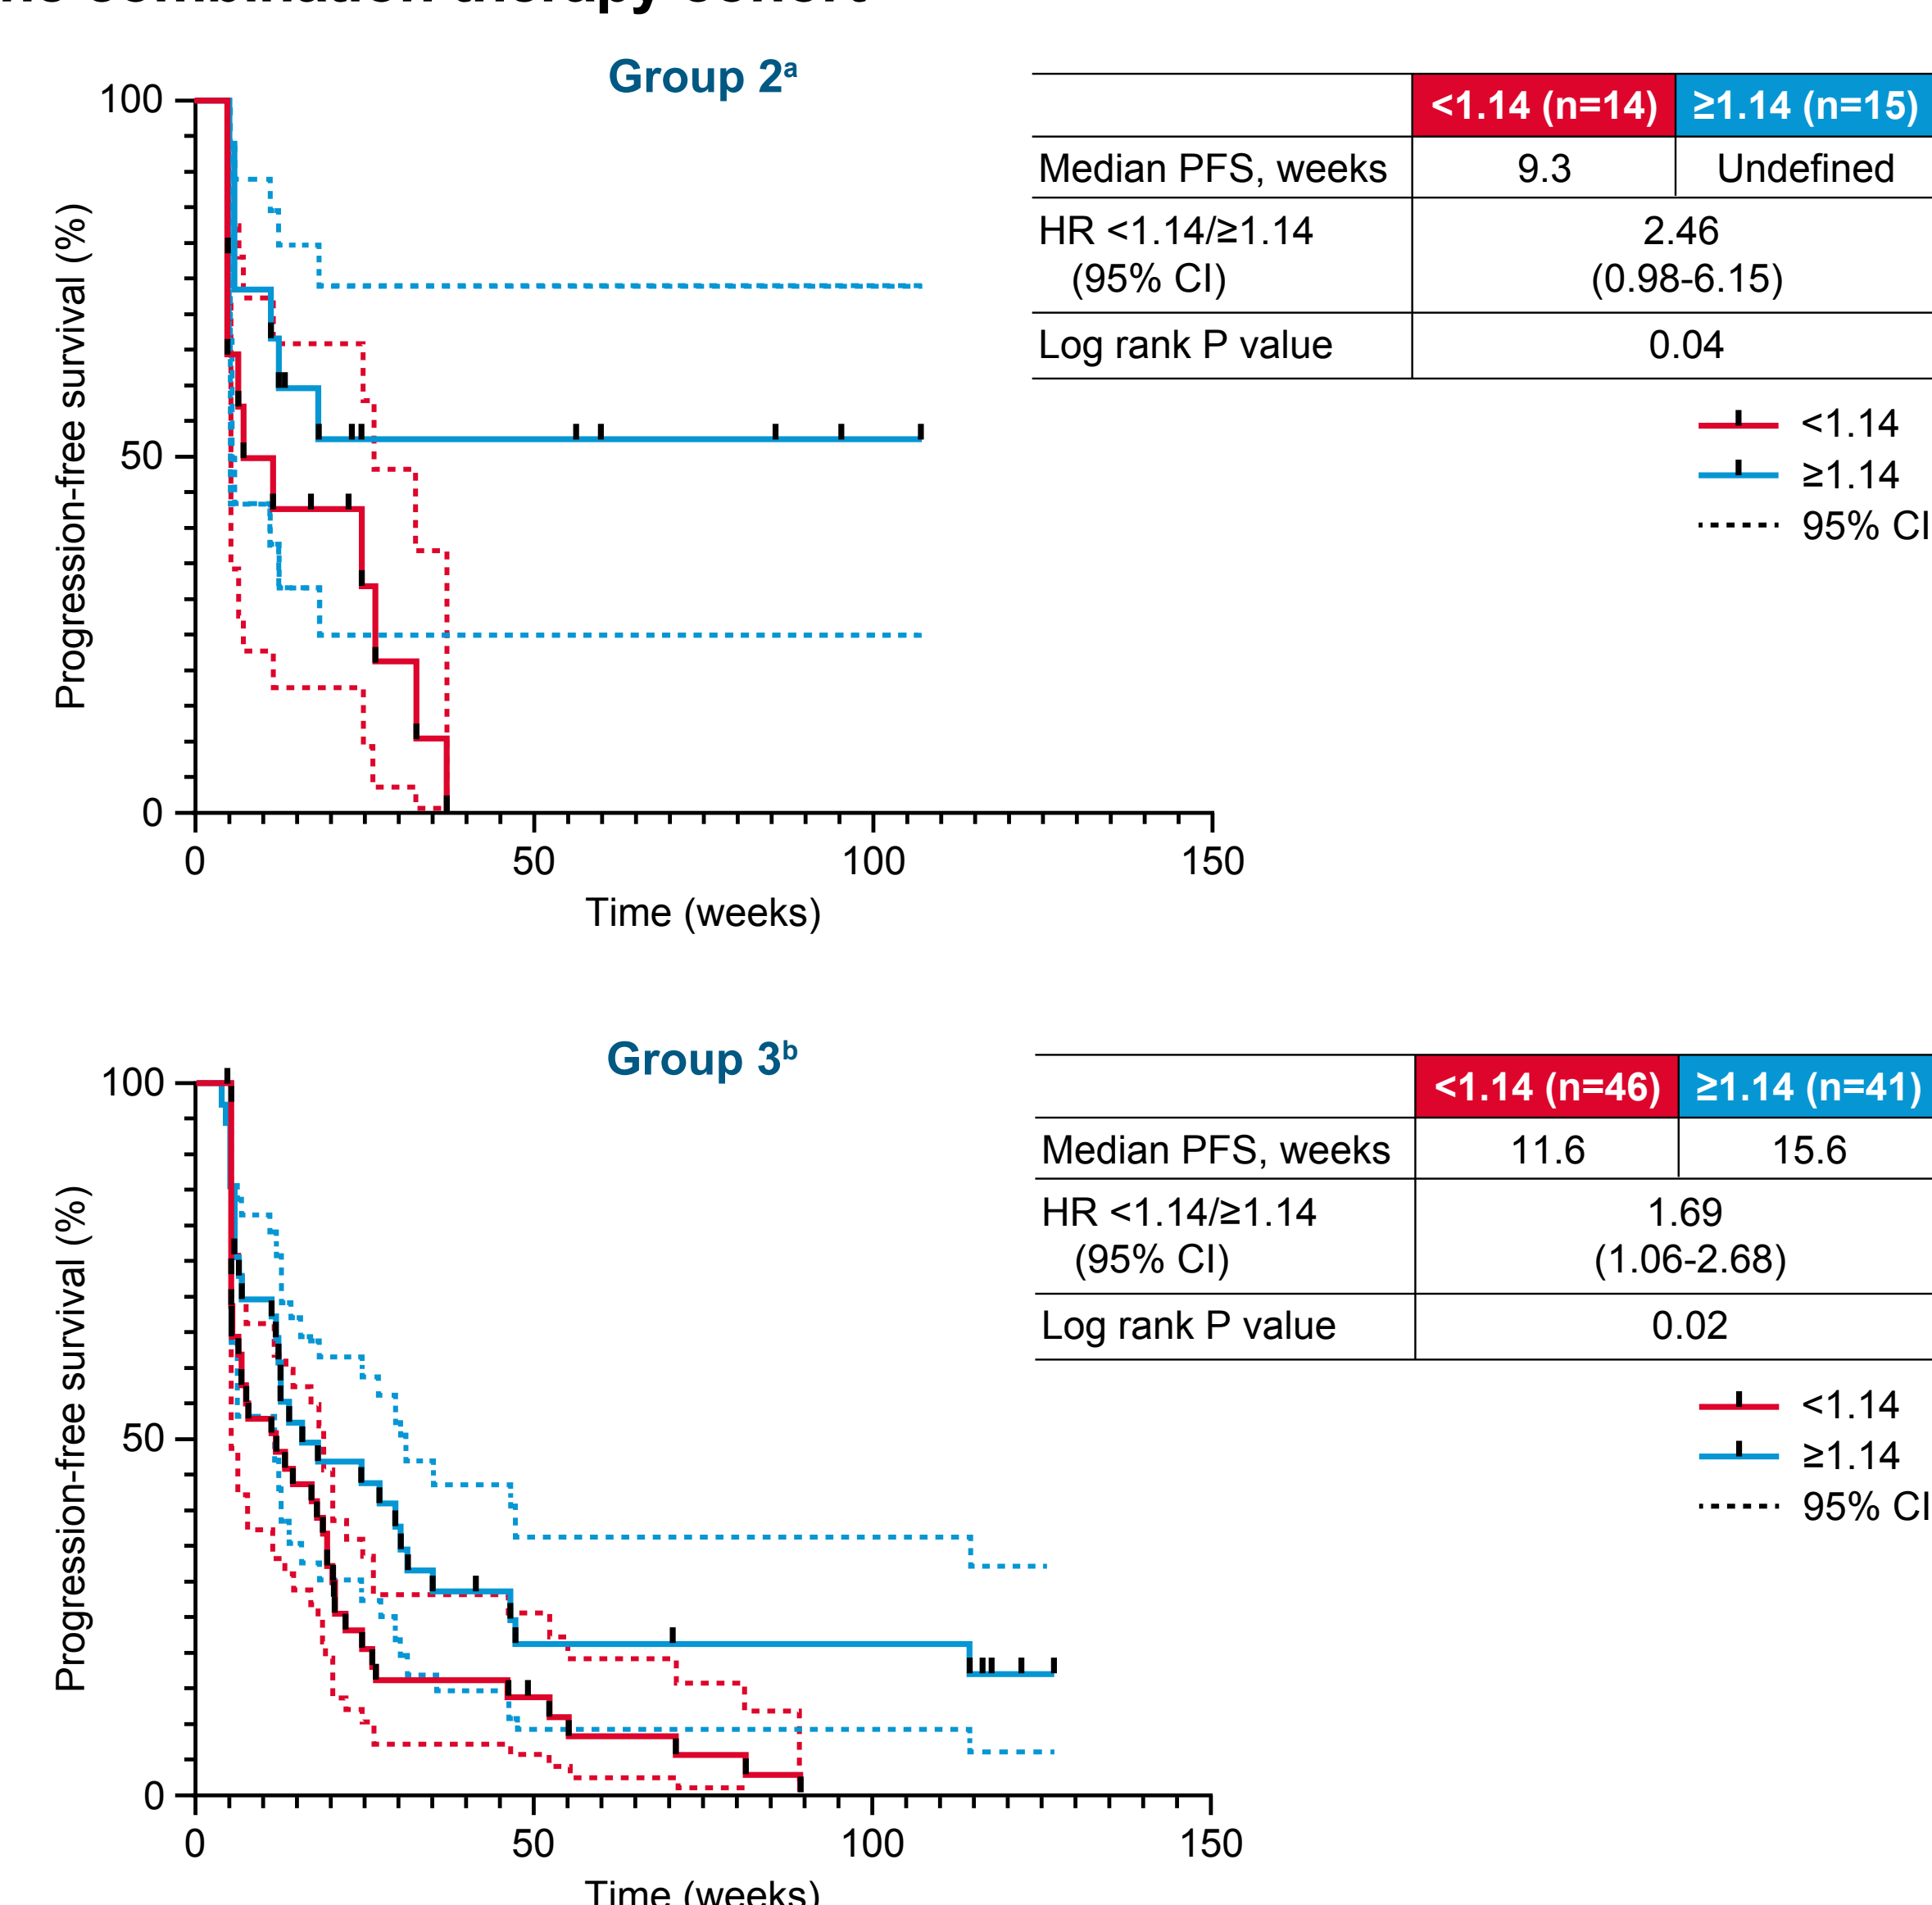 combination therapy cohort
Group 2a
<1.14 (n=14) ≥1.14 (n=15)
Median PFS, weeks 9.3 Undefined
HR <1.14/≥1.14 2.46
(95% CI) (0.98-6.15)
Log rank P value 0.04
<1.14
≥1.14
95% CI
Progression-free survival (%)
100
50
0
0 50 100 150
Time (weeks)
Group 3b
<1.14 (n=46) ≥1.14 (n=41)
Median PFS, weeks 11.6 15.6
HR <1.14/≥1.14 1.69
(95% CI) (1.06-2.68)
Log rank P value 0.02
<1.14
≥1.14
95% CI
Progression-free survival (%)
100
50
0
0 50 100 150
Time (weeks)